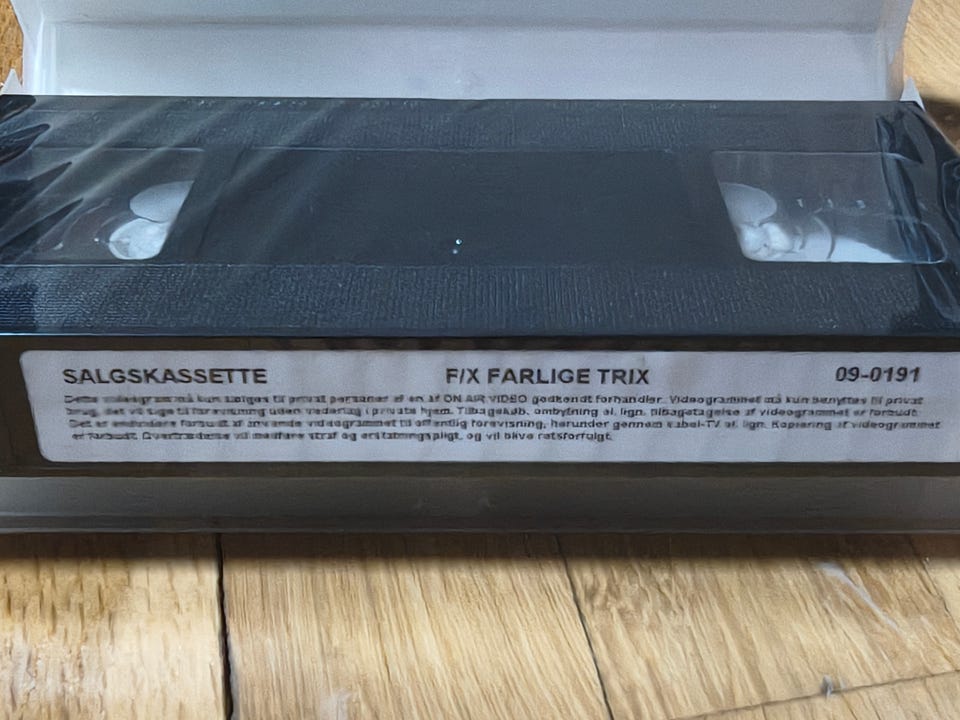 SALGSKASSETTE F/X FARLIGE TRIX 09-0191
Dette videogram må kun sælges til privat personer af en af ON AIR VIDEO godkendt forhandler. Videogrammet må kun benyttes til privat
brug, det vil sige til forevisning uden vederlag i private hjem. Tilbagekøb, ombytning el. lign. tilbagetagelse af videogrammet er forbudt.
Det er endvidere forbudt at anvende videogrammet til offentlig forevisning, herunder gennem kabel-TV el. lign. Kopiering af videogrammet
er forbudt. Overtrædelse vil medføre straf og erstatningspligt, og vil blive retsforfulgt.